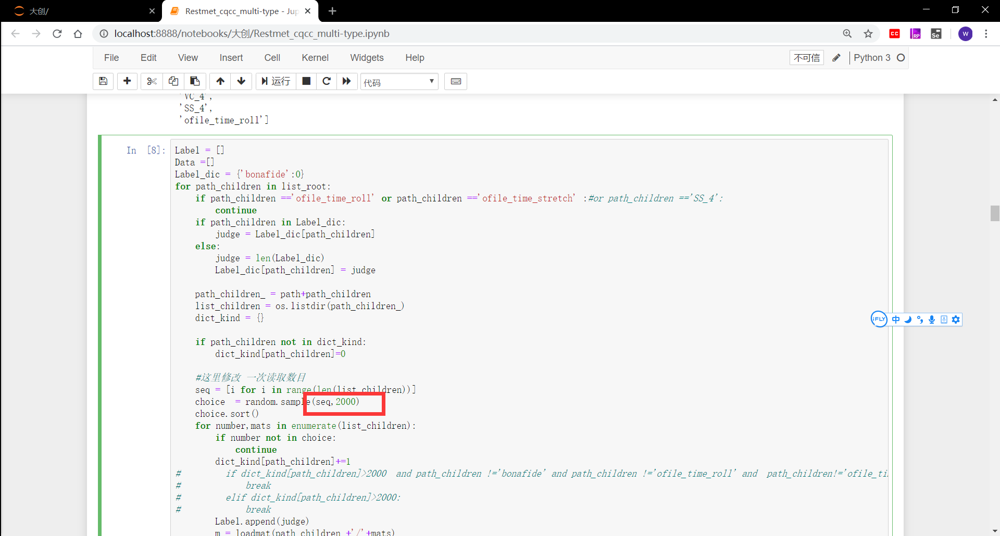 大创/
Restmet_cqcc_multi-type - Jup
localhost:8888/notebooks/大创/Restmet_cqcc_multi-type.ipynb
CC
RP
Se
W
File Edit View Insert Cell Kernel Widgets Help
不可信
Python 3
运行
代码
'VC_4',
'SS_4',
'ofile_time_roll']
In [8]:
Label = []
Data =[]
Label_dic = {'bonafide':0}
for path_children in list_root:
    if path_children =='ofile_time_roll' or path_children =='ofile_time_stretch' :#or path_children =='SS_4':
        continue
    if path_children in Label_dic:
        judge = Label_dic[path_children]
    else:
        judge = len(Label_dic)
        Label_dic[path_children] = judge
    path_children_ = path+path_children
    list_children = os.listdir(path_children_)
    dict_kind = {}
    if path_children not in dict_kind:
        dict_kind[path_children]=0
    #这里修改 一次读取数目
    seq = [i for i in range(len(list_children))]
    choice  = random.sample(seq,2000)
    choice.sort()
    for number,mats in enumerate(list_children):
        if number not in choice:
            continue
        dict_kind[path_children]+=1
#         if dict_kind[path_children]>2000  and path_children !='bonafide' and path_children !='ofile_time_roll' and  path_children!='ofile_ti
#             break
#         elif dict_kind[path_children]>2000:
#             break
        Label.append(judge)
        m = loadmat(path_children_+'/'+mats)
iFLY 中